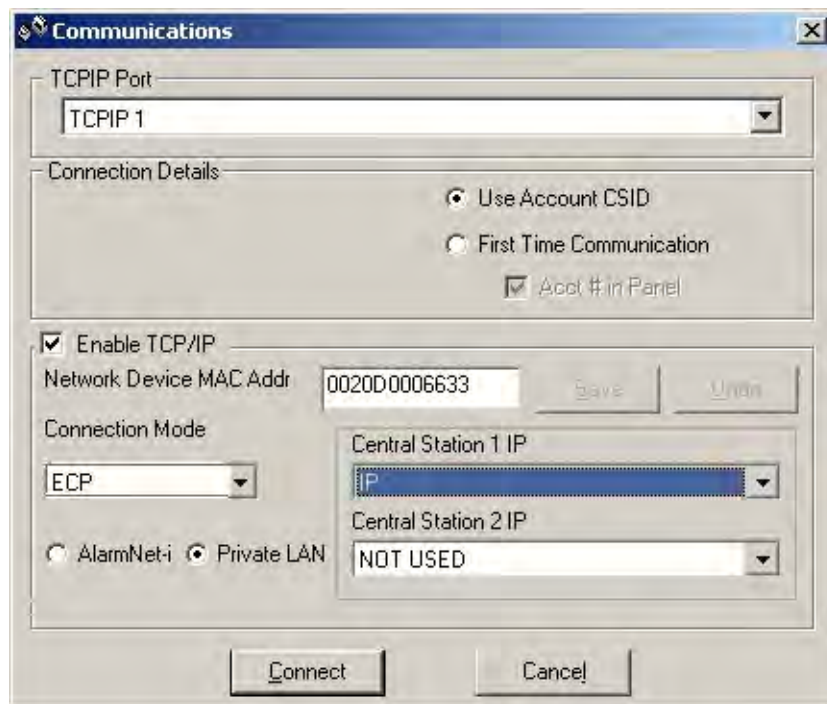 Communications
TCPIP Port
TCPIP 1
Connection Details
Use Account CSID
First Time Communication
Acct # in Panel
Enable TCP/IP
Network Device MAC Addr 0020D0006633 Save Undo
Connection Mode
Central Station 1 IP
ECP
IP
Central Station 2 IP
AlarmNet-i Private LAN
NOT USED
Connect Cancel